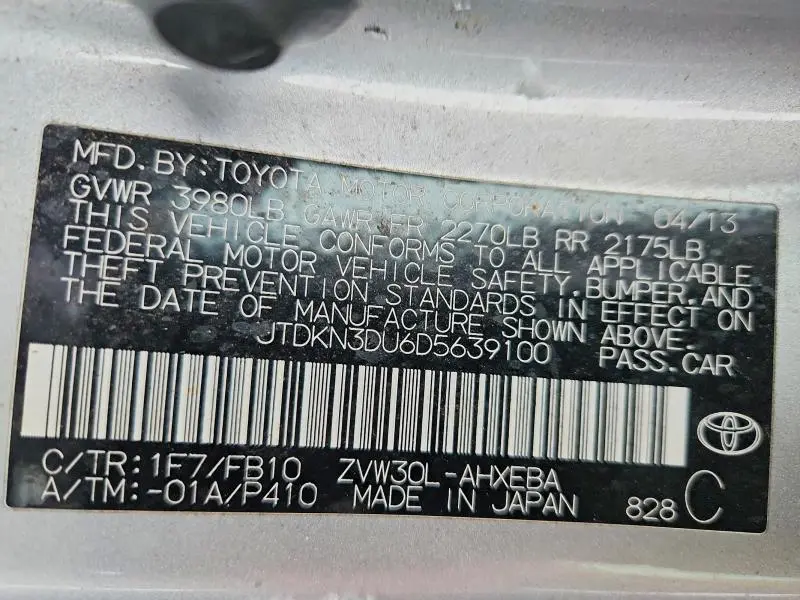 MFD. BY: TOYOTA MOTOR CORPORATION 04/13
GVWR 3980LB GAWR FR 2270LB RR 2175LB
THIS VEHICLE CONFORMS TO ALL APPLICABLE
FEDERAL MOTOR VEHICLE SAFETY.BUMPER.AND
THEFT PREVENTION STANDARDS IN EFFECT ON
THE DATE OF MANUFACTURE SHOWN ABOVE.
JTDKN3DU6D5639100 PASS.CAR
C/TR:1F7/FB10 ZVW30L-AHXEBA
A/TM:-01A/P410 MADE IN JAPAN 828 C